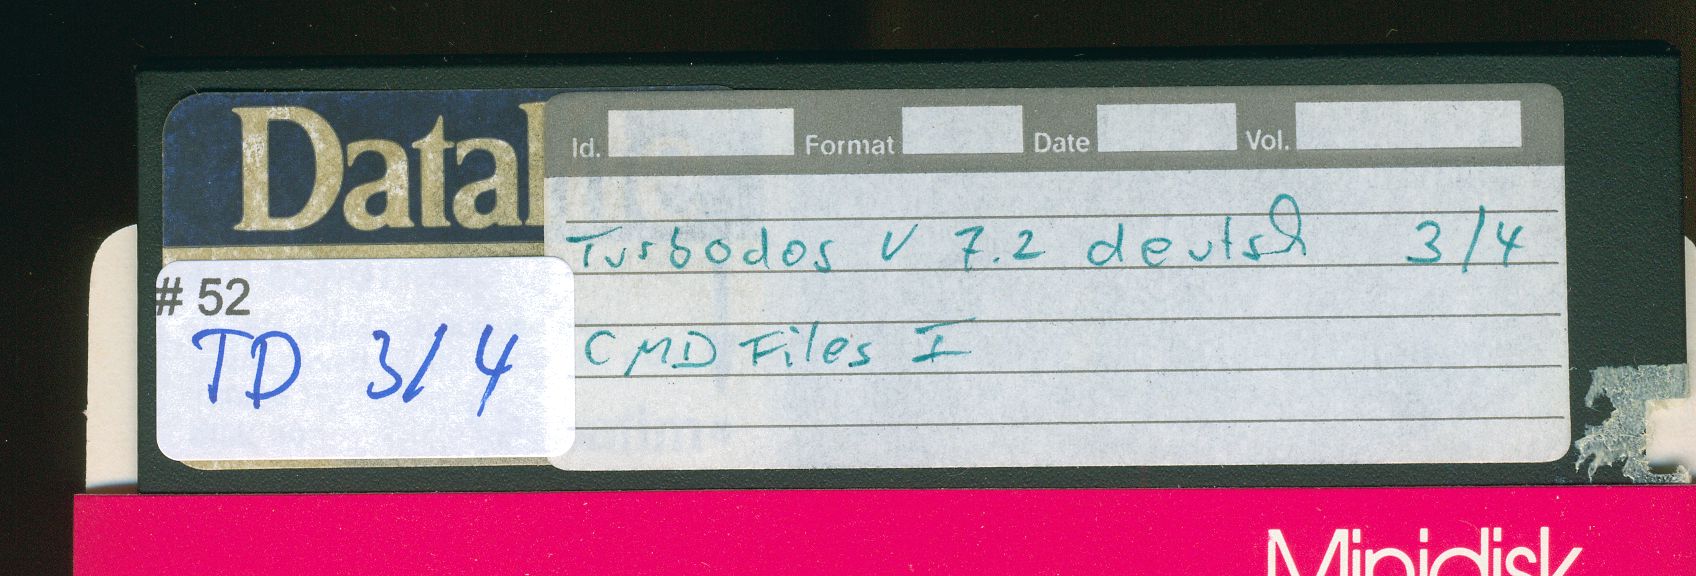 Datal
Id. Format Date Vol.
Turbodos V 7.2 deutsch 3/4
# 52
TD 3/4
CMD Files I
Minidisk